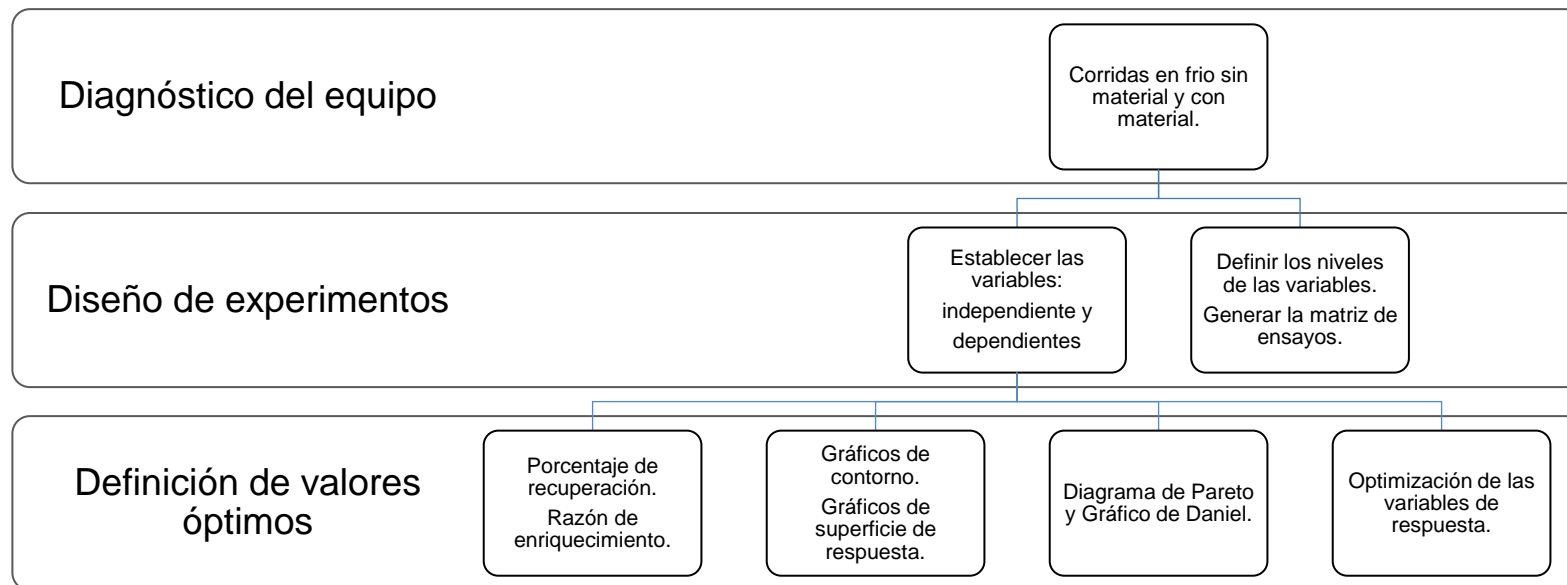 Diagnóstico del equipo
Corridas en frio sin
material y con
material.
Diseño de experimentos
Establecer las
variables:
independiente y
dependientes
Definir los niveles
de las variables.
Generar la matriz de
ensayos.
Definición de valores
óptimos
Porcentaje de
recuperación.
Razón de
enriquecimiento.
Gráficos de
contorno.
Gráficos de
superficie de
respuesta.
Diagrama de Pareto
y Gráfico de Daniel.
Optimización de las
variables de
respuesta.